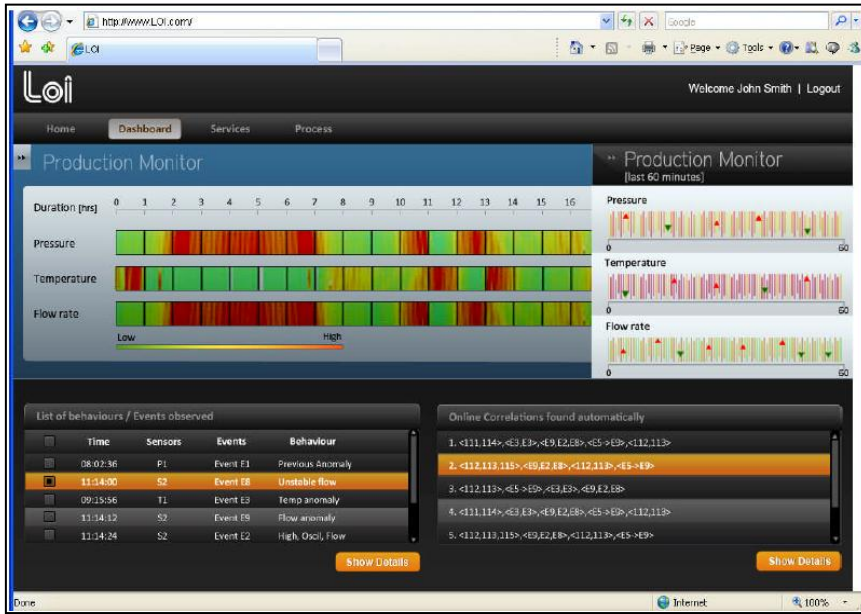 http://www.LOI.com/
Google
LOI
Page
Tools
Loi
Welcome John Smith | Logout
Home Dashboard Services Process
Production Monitor
Duration [hrs] 0 1 2 3 4 5 6 7 8 9 10 11 12 13 14 15 16
Pressure
Temperature
Flow rate
Low High
Production Monitor
[last 60 minutes]
Pressure
0 60
Temperature
0 60
Flow rate
0 60
List of behaviours / Events observed
Time Sensors Events Behaviour
08:02:36 P1 Event E1 Previous Anomaly
11:14:00 S2 Event E8 Unstable flow
09:15:56 T1 Event E3 Temp anomaly
11:14:12 S2 Event E9 Flow anomaly
11:14:24 S2 Event E2 High, Oscil, Flow
Show Details
Online Correlations found automatically
1. <111,114>,<E3,E3>,<E9,E2,E8>,<E5->E9>,<112,113>
2. <112,113,115>,<E9,E2,E8>,<112,113>,<E5->E9>
3. <112,113>,<E5->E9>,<E3,E3>,<E9,E2,E8>
4. <111,114>,<E3,E3>,<E9,E2,E8>,<E5->E9>,<112,113>
5. <112,113,115>,<E9,E2,E8>,<112,113>,<E5->E9>
Show Details
Done Internet 100%